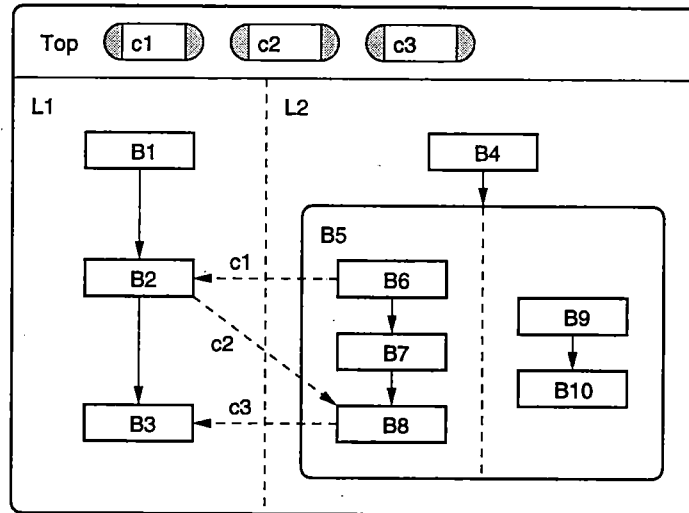 Top c1 c2 c3
L1 L2
B1 B4
B5
c1
B2 B6
B9
c2 B7
B10
c3
B3 B8